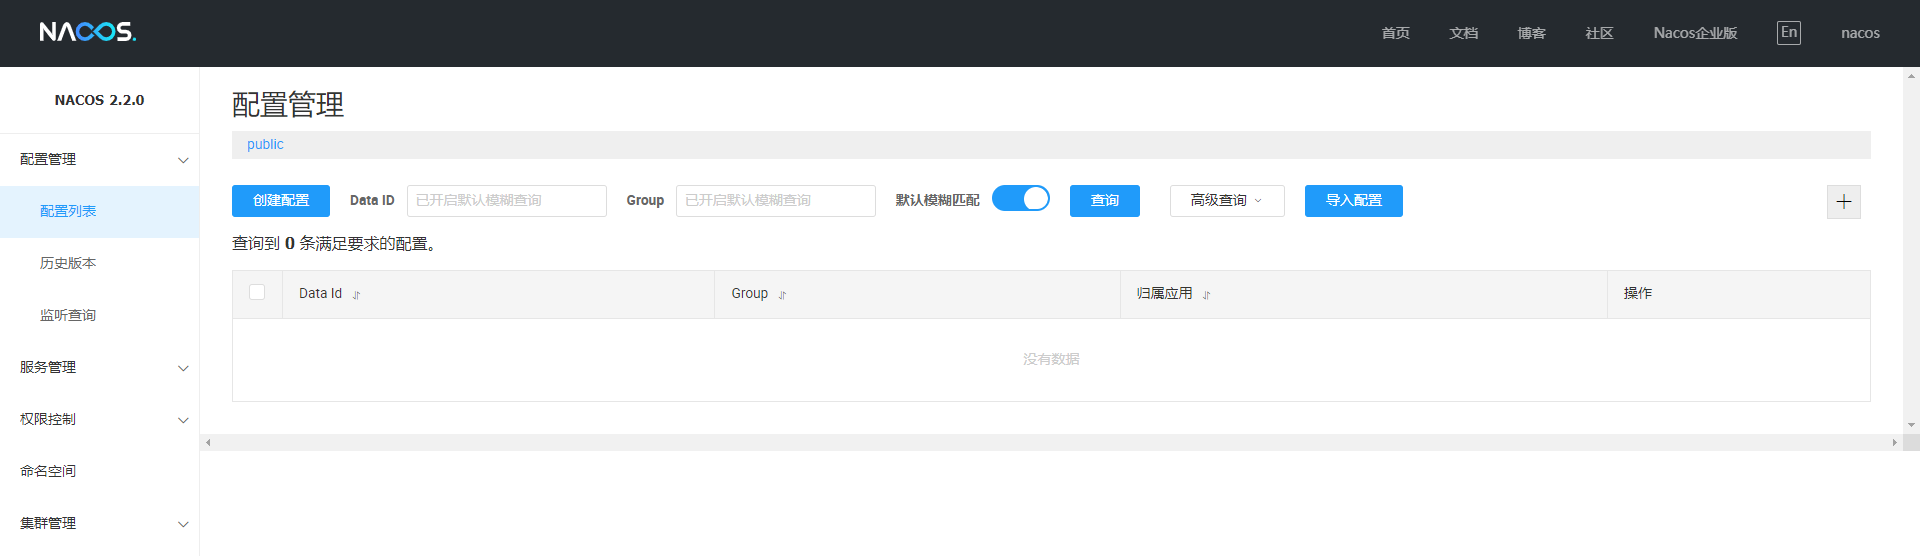 NACOS.
首页 文档 博客 社区 Nacos企业版 En nacos
NACOS 2.2.0
配置管理
配置列表
历史版本
监听查询
服务管理
权限控制
命名空间
集群管理
配置管理
public
创建配置 Data ID 已开启默认模糊查询 Group 已开启默认模糊查询 默认模糊匹配 查询 高级查询 导入配置
查询到 0 条满足要求的配置。
Data Id Group 归属应用 操作
没有数据